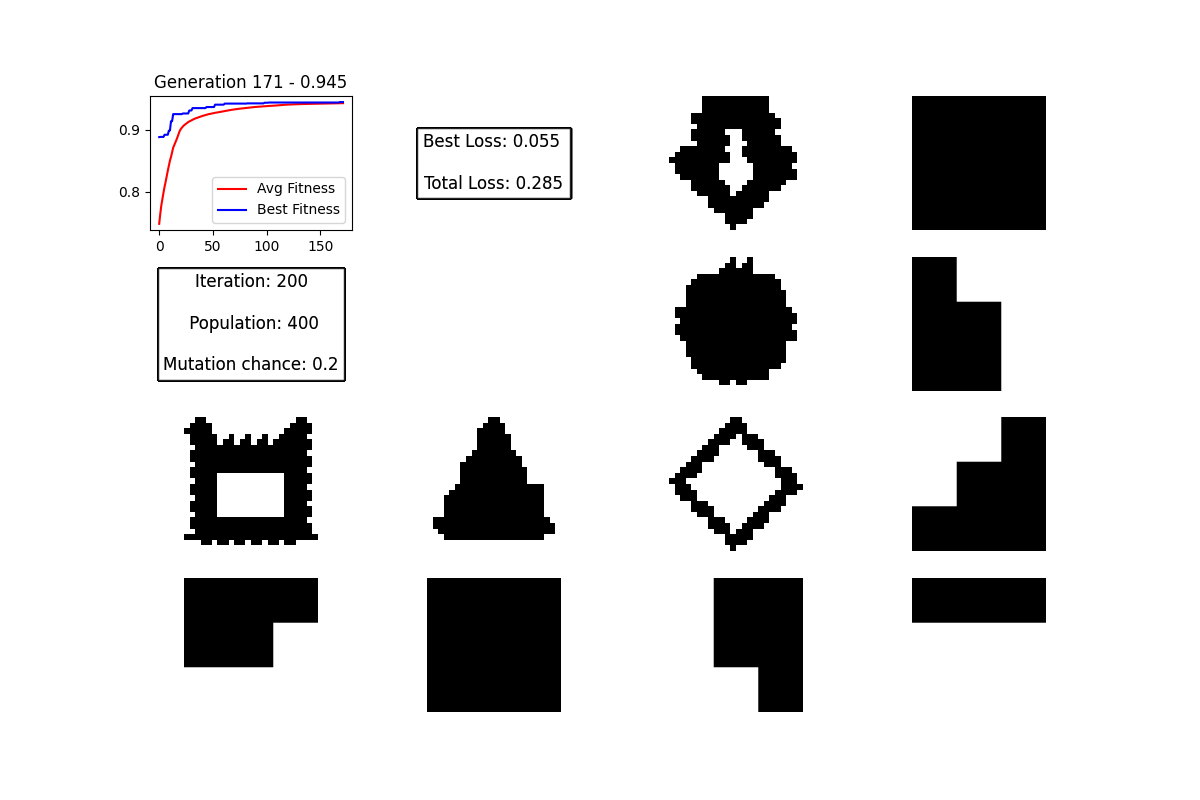 Generation 171 - 0.945
0.9
0.8
Avg Fitness
Best Fitness
0 50 100 150
Best Loss: 0.055
Total Loss: 0.285
Iteration: 200
Population: 400
Mutation chance: 0.2